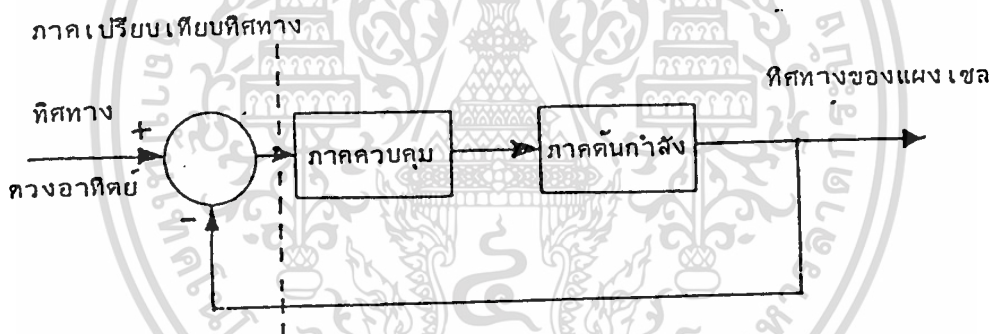 ภาคเปรียบเทียบทิศทาง
ทิศทางของแผงเซล
ทิศทาง
+
ภาคควบคุม
ภาคต้นกำลัง
ดวงอาทิตย์
-